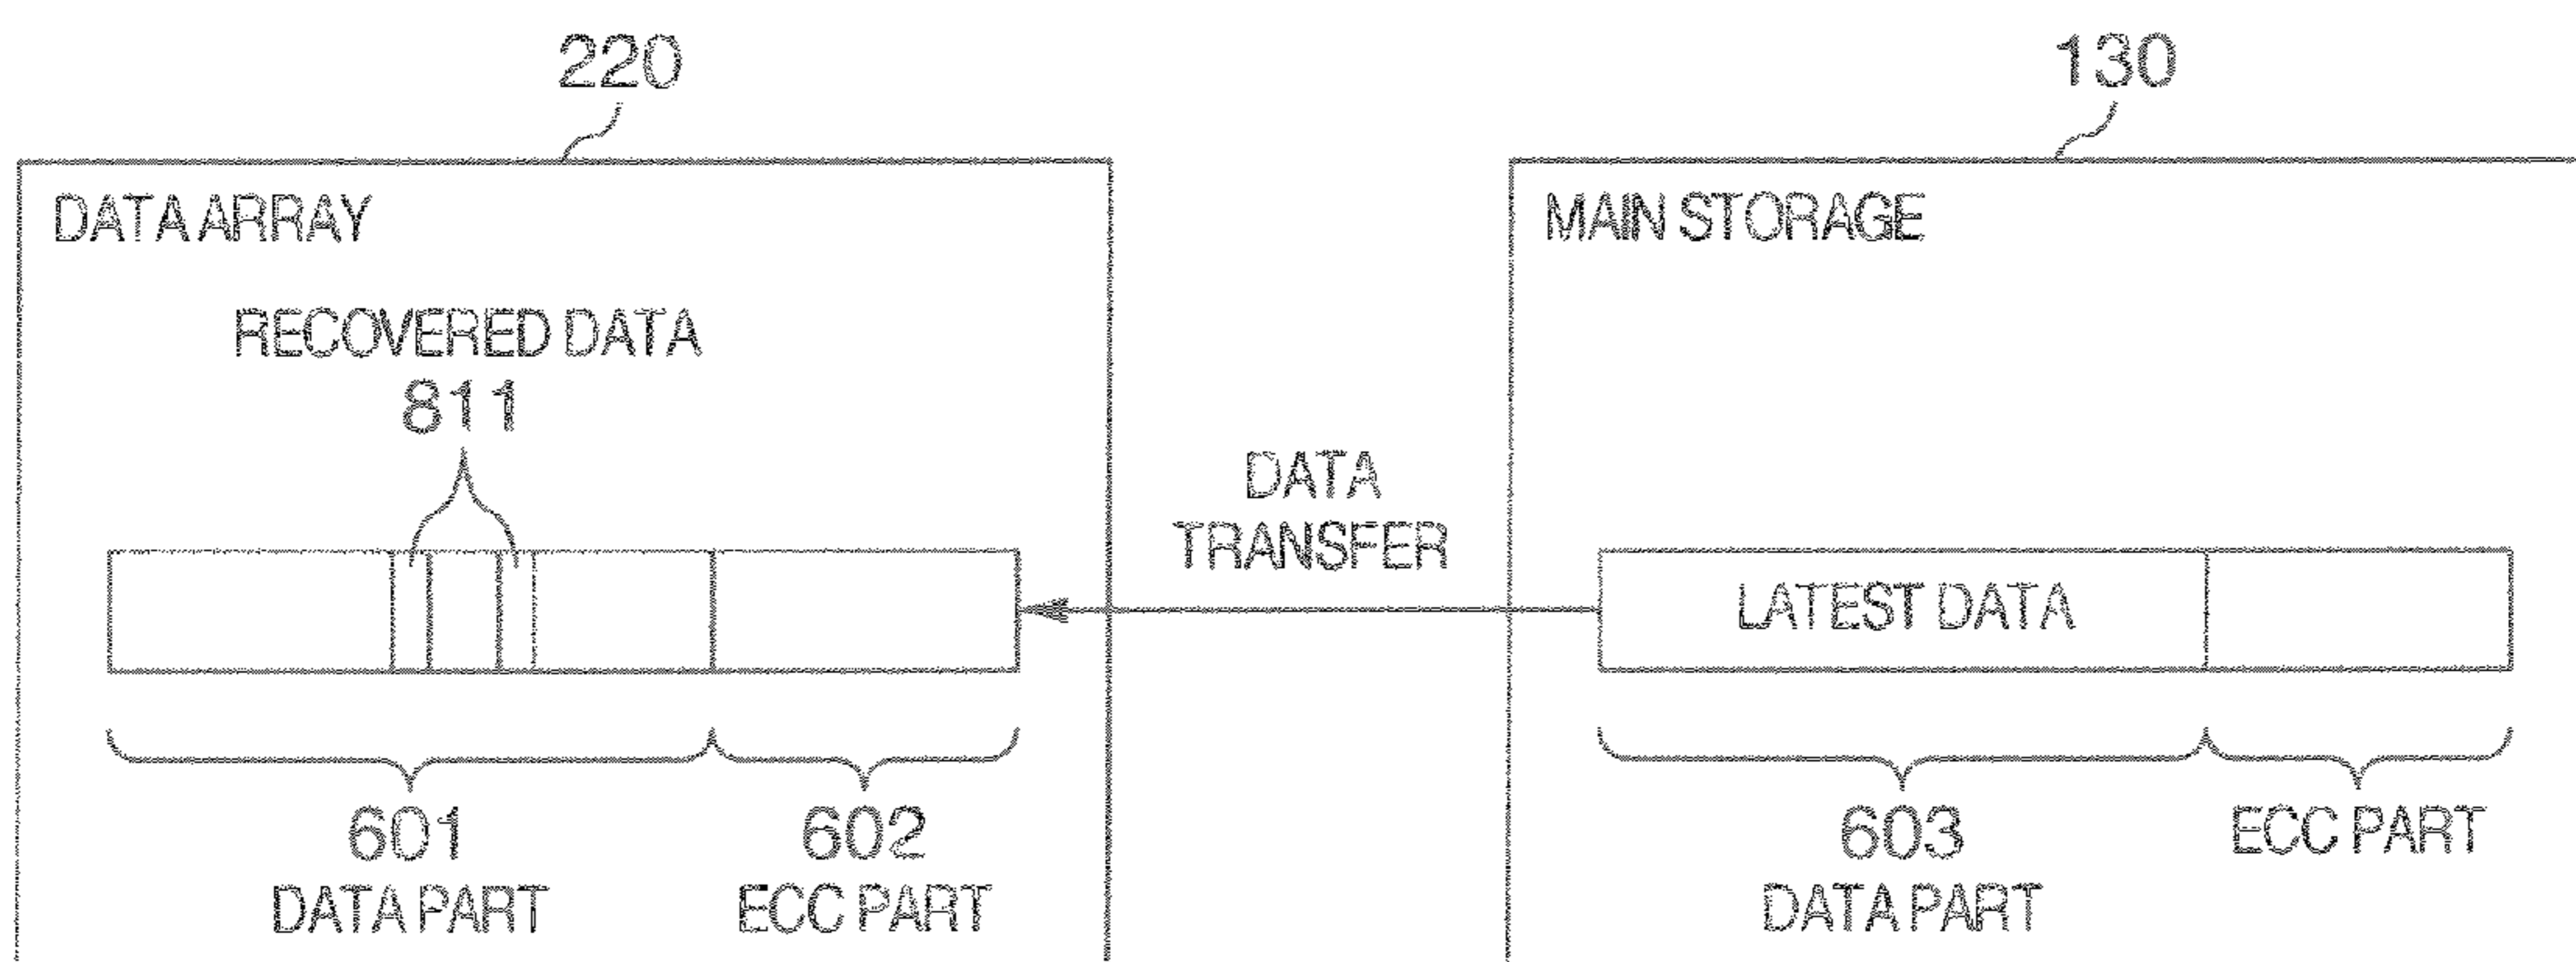 220
130
DATA ARRAY
MAIN STORAGE
RECOVERED DATA
811
DATA
TRANSFER
LATEST DATA
601
DATA PART
602
ECC PART
603
DATA PART
ECC PART